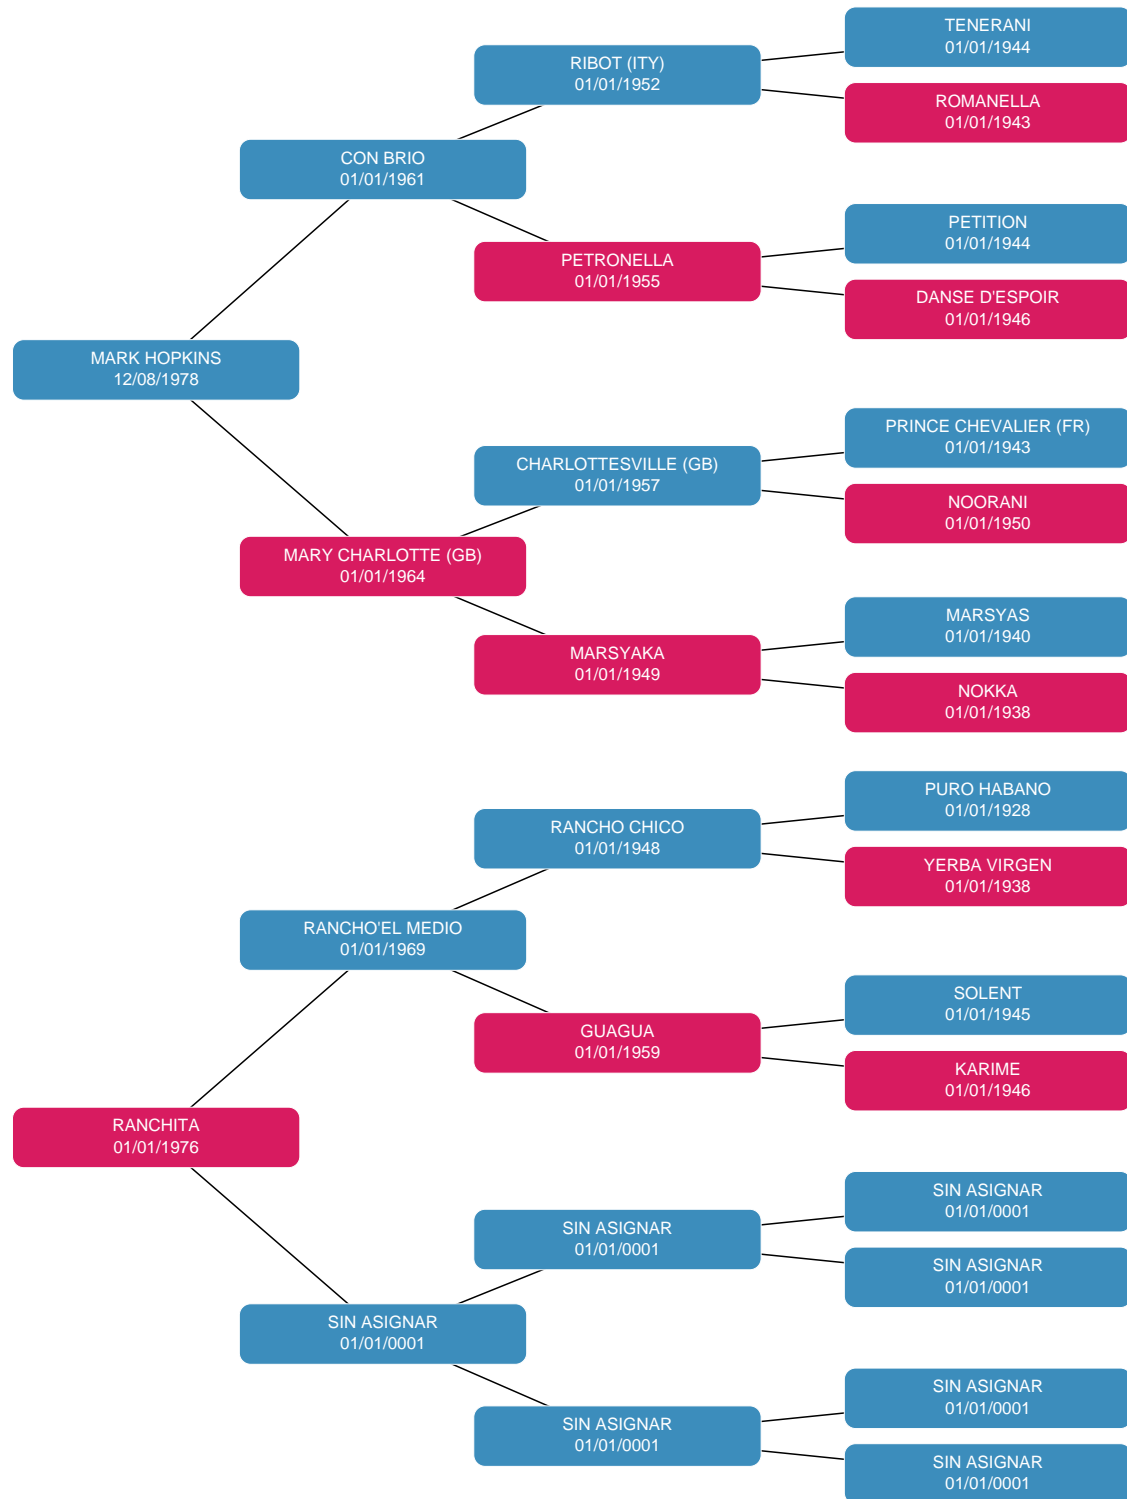 TENERANI
01/01/1944
RIBOT (ITY)
01/01/1952
ROMANELLA
01/01/1943
CON BRIO
01/01/1961
PETITION
01/01/1944
PETRONELLA
01/01/1955
DANSE D'ESPOIR
01/01/1946
MARK HOPKINS
12/08/1978
PRINCE CHEVALIER (FR)
01/01/1943
CHARLOTTESVILLE (GB)
01/01/1957
NOORANI
01/01/1950
MARY CHARLOTTE (GB)
01/01/1964
MARSYAS
01/01/1940
MARSYAKA
01/01/1949
NOKKA
01/01/1938
PURO HABANO
01/01/1928
RANCHO CHICO
01/01/1948
YERBA VIRGEN
01/01/1938
RANCHO'EL MEDIO
01/01/1969
SOLENT
01/01/1945
GUAGUA
01/01/1959
KARIME
01/01/1946
RANCHITA
01/01/1976
SIN ASIGNAR
01/01/0001
SIN ASIGNAR
01/01/0001
SIN ASIGNAR
01/01/0001
SIN ASIGNAR
01/01/0001
SIN ASIGNAR
01/01/0001
SIN ASIGNAR
01/01/0001
SIN ASIGNAR
01/01/0001